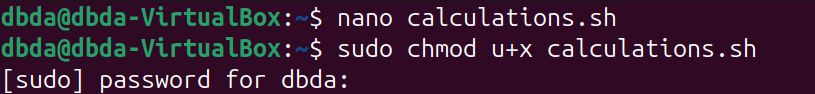 dbda@dbda-VirtualBox:~$ nano calculations.sh
dbda@dbda-VirtualBox:~$ sudo chmod u+x calculations.sh
[sudo] password for dbda: